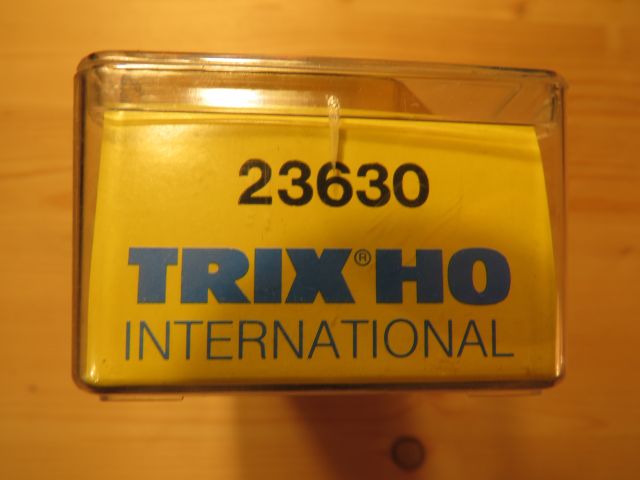 23630
TRIX® HO
INTERNATIONAL